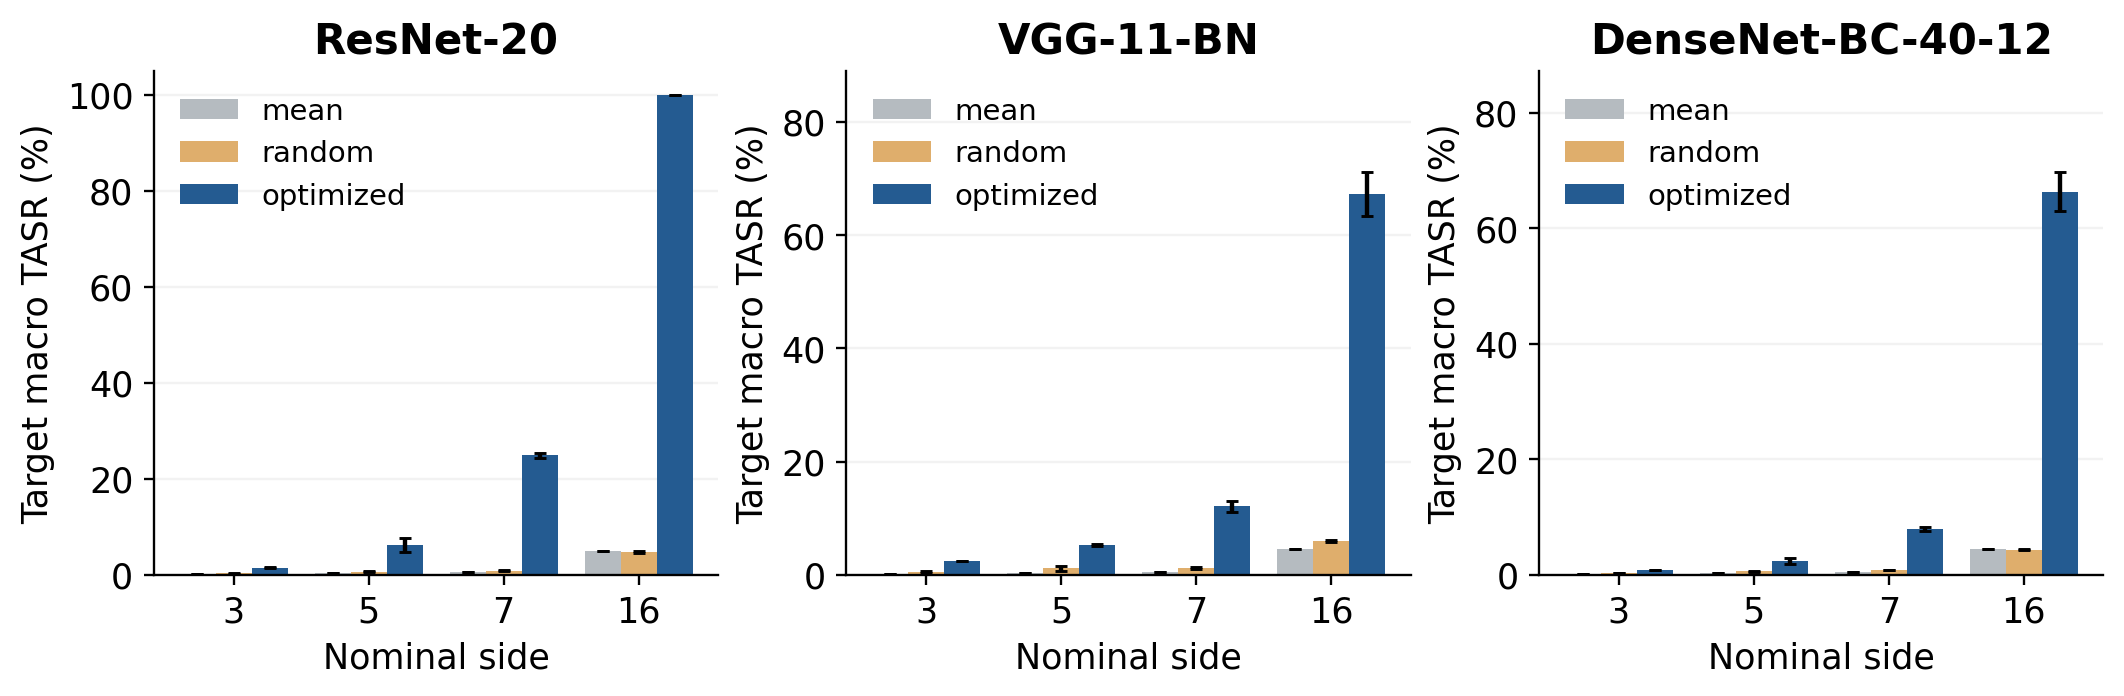 ResNet-20
Target macro TASR (%)
100
80
60
40
20
0
mean
random
optimized
3 5 7 16
Nominal side
VGG-11-BN
Target macro TASR (%)
80
60
40
20
0
mean
random
optimized
3 5 7 16
Nominal side
DenseNet-BC-40-12
Target macro TASR (%)
80
60
40
20
0
mean
random
optimized
3 5 7 16
Nominal side